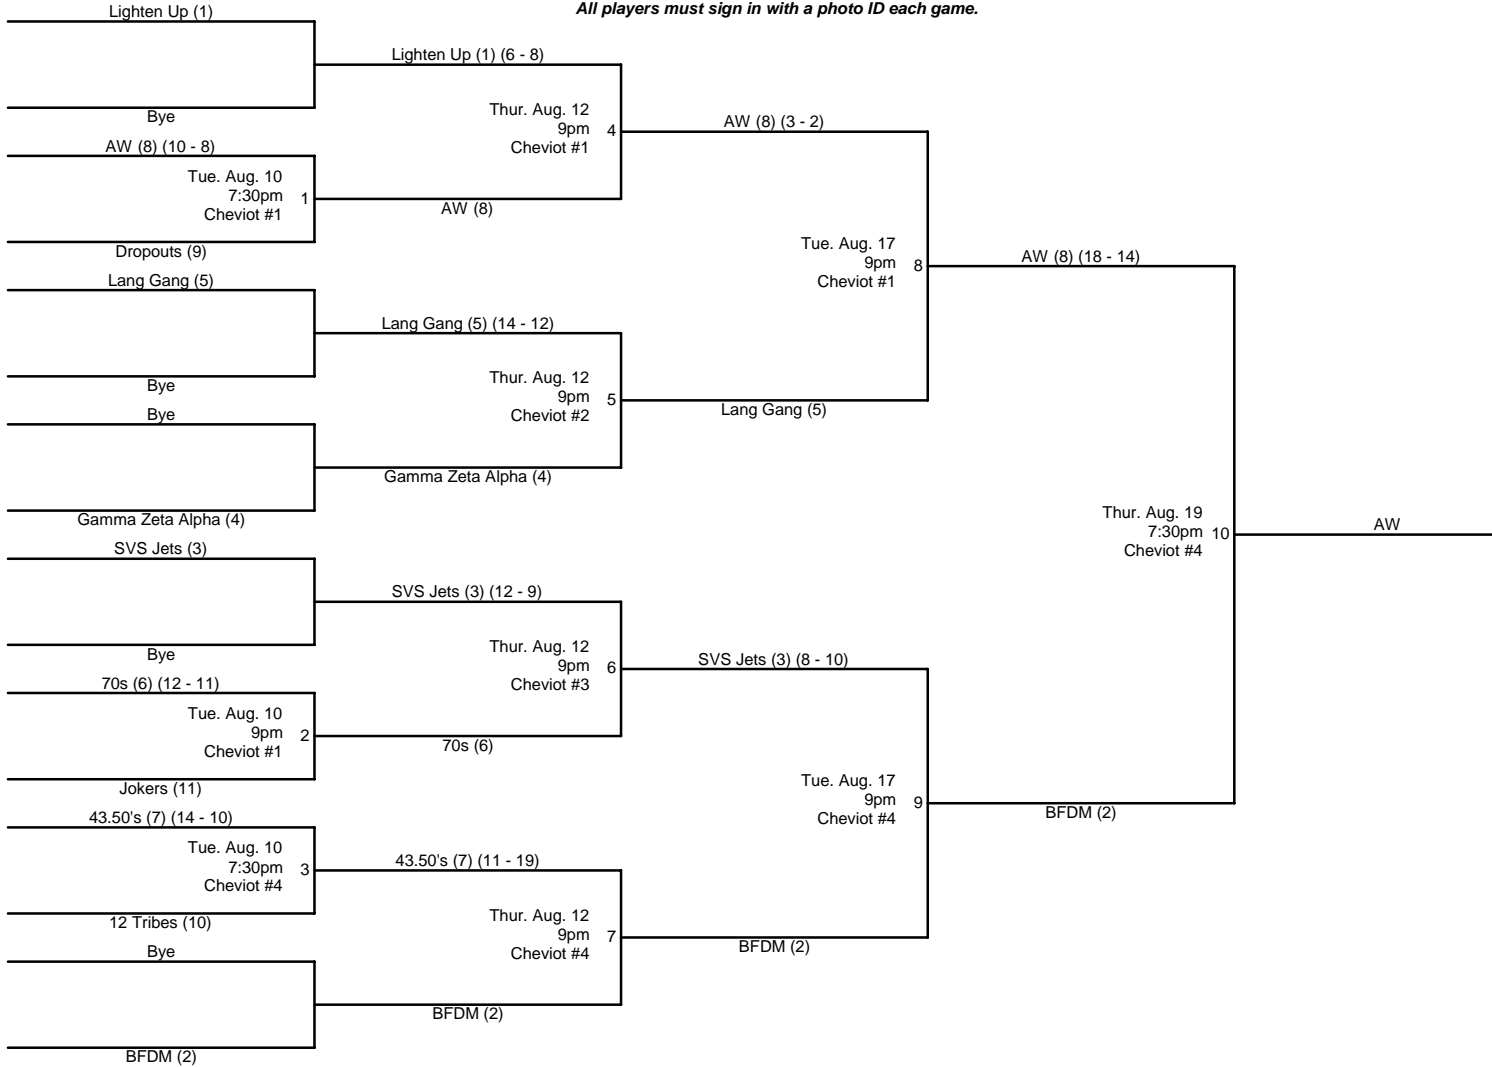 All players must sign in with a photo ID each game.
Lighten Up (1)
Bye
AW (8) (10 - 8)
Tue. Aug. 10
7:30pm
1
Cheviot #1
Dropouts (9)
Lang Gang (5)
Bye
Bye
Gamma Zeta Alpha (4)
SVS Jets (3)
Bye
70s (6) (12 - 11)
Tue. Aug. 10
9pm
2
Cheviot #1
Jokers (11)
43.50's (7) (14 - 10)
Tue. Aug. 10
7:30pm
3
Cheviot #4
12 Tribes (10)
Bye
BFDM (2)
Lighten Up (1) (6 - 8)
Thur. Aug. 12
9pm
4
Cheviot #1
AW (8)
Lang Gang (5) (14 - 12)
Thur. Aug. 12
9pm
5
Cheviot #2
Gamma Zeta Alpha (4)
SVS Jets (3) (12 - 9)
Thur. Aug. 12
9pm
6
Cheviot #3
70s (6)
43.50's (7) (11 - 19)
Thur. Aug. 12
9pm
7
Cheviot #4
BFDM (2)
AW (8) (3 - 2)
Tue. Aug. 17
9pm
8
Cheviot #1
Lang Gang (5)
SVS Jets (3) (8 - 10)
Tue. Aug. 17
9pm
9
Cheviot #4
BFDM (2)
AW (8) (18 - 14)
Thur. Aug. 19
7:30pm
10
Cheviot #4
BFDM (2)
AW